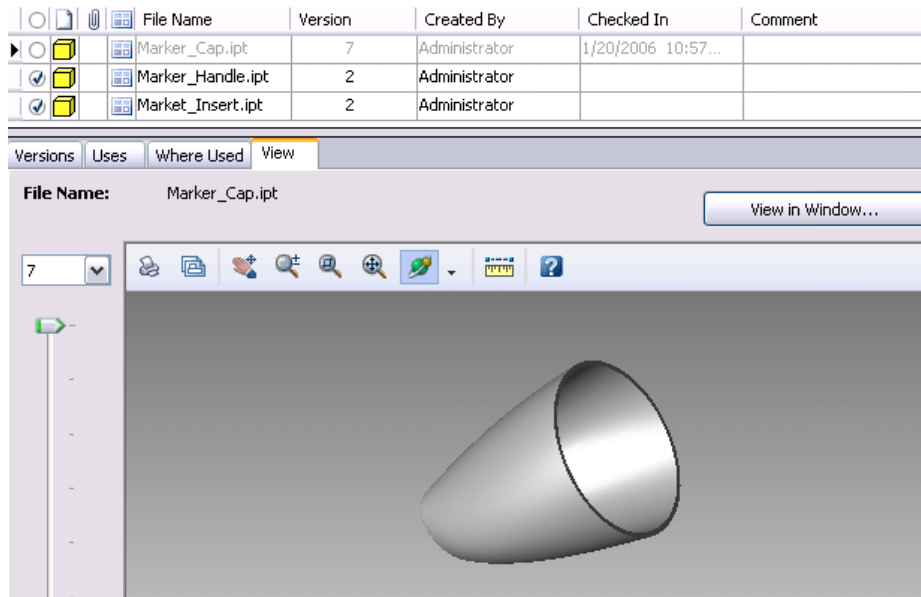 File Name Version Created By Checked In Comment
Marker_Cap.ipt 7 Administrator 1/20/2006 10:57...
Marker_Handle.ipt 2 Administrator
Market_Insert.ipt 2 Administrator
Versions Uses Where Used View
File Name: Marker_Cap.ipt
View in Window...
7